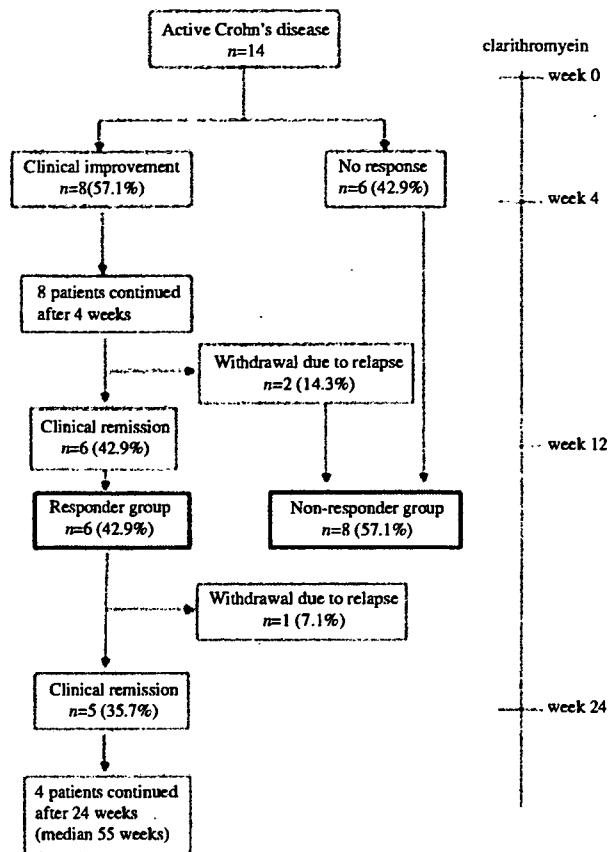 Active Crohn's disease
n=14
clarithromyein
week 0
Clinical improvement
n=8(57.1%)
No response
n=6 (42.9%)
week 4
8 patients continued
after 4 weeks
Withdrawal due to relapse
n=2 (14.3%)
Clinical remission
n=6 (42.9%)
week 12
Responder group
n=6 (42.9%)
Non-responder group
n=8 (57.1%)
Withdrawal due to relapse
n=1 (7.1%)
Clinical remission
n=5 (35.7%)
week 24
4 patients continued
after 24 weeks
(median 55 weeks)